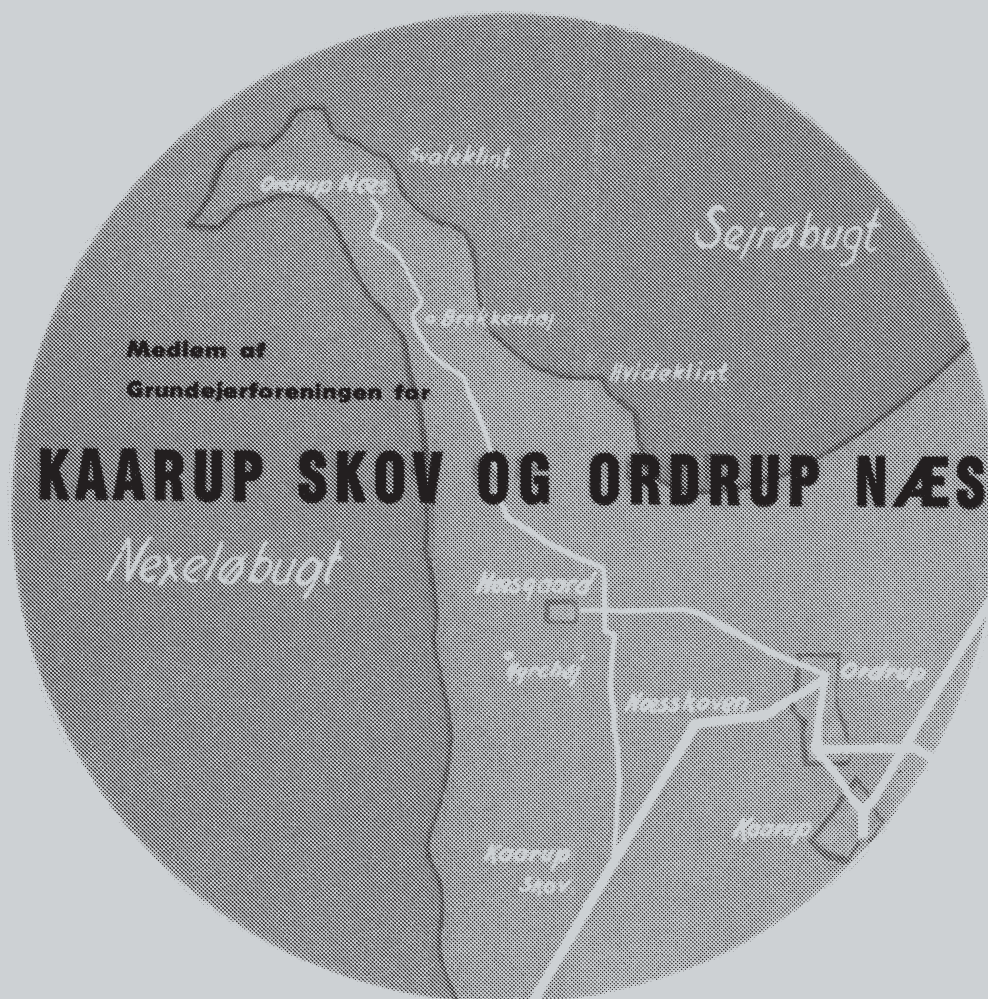 Svaleklint
Ordrup Næs
Sejrøbugt
Brekkenhøj
Hvideklint
Medlem af
Grundejerforeningen for
KAARUP SKOV OG ORDRUP NÆS
Nexeløbugt
Næsgaard
Ordrup
Næsskoven
Kaarup
Kaarup
Skov